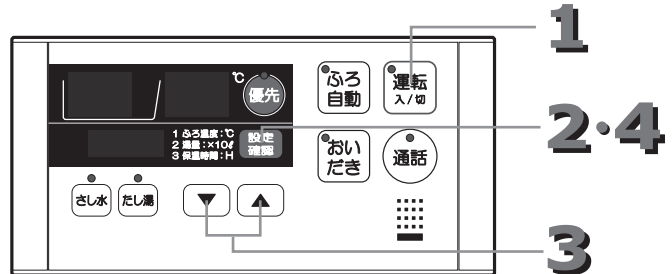 1
℃
優先
ふろ
自動
運転
入/切
1 ふろ温度:℃
2 湯量:×10ℓ
3 保温時間:H
設定
確認
2・4
おい
だき
通話
さし水
たし湯
▼
▲
3